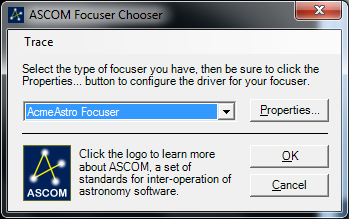 ASCOM Focuser Chooser
Trace
Select the type of focuser you have, then be sure to click the
Properties... button to configure the driver for your focuser.
AcmeAstro Focuser
Properties...
Click the logo to learn more
about ASCOM, a set of
standards for inter-operation of
astronomy software.
ASCOM
OK
Cancel